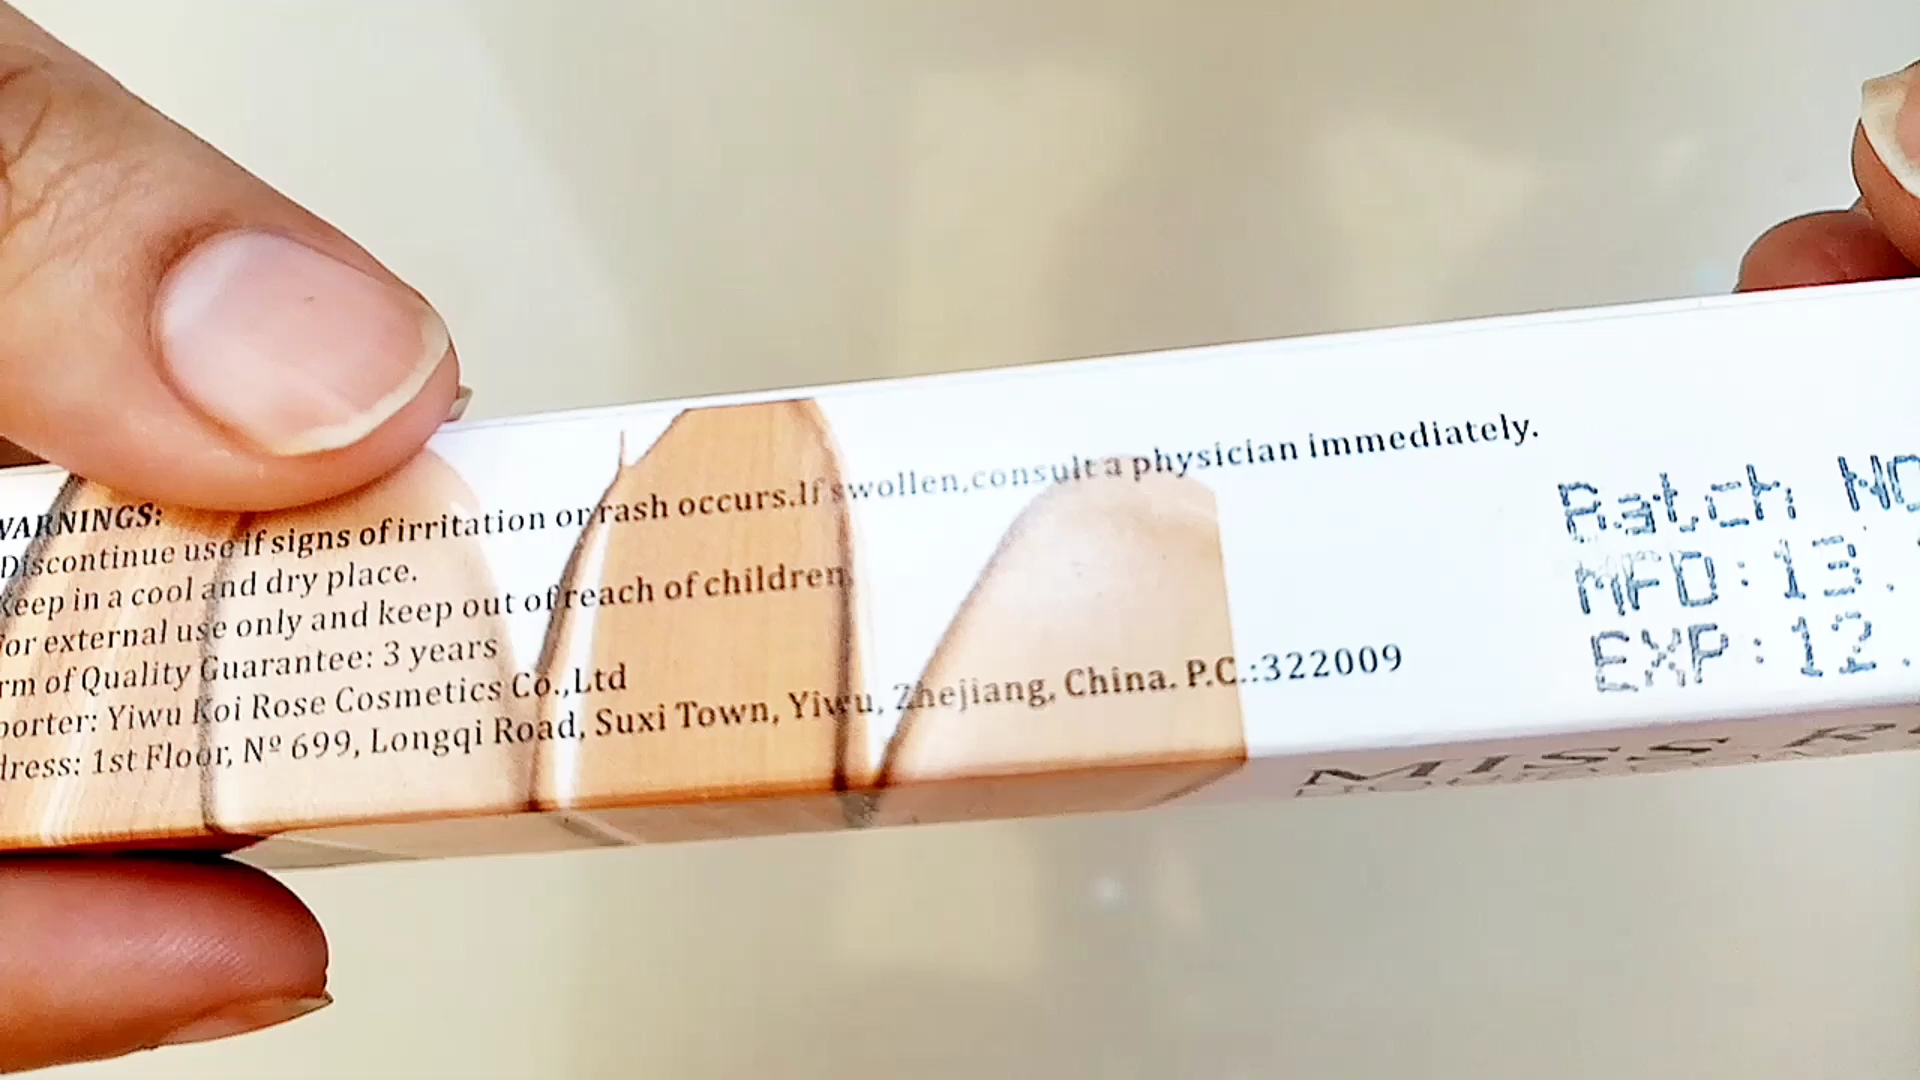 WARNINGS:
Discontinue use if signs of irritation or rash occurs.If swollen,consult a physician immediately.
Keep in a cool and dry place.
for external use only and keep out of reach of children.
rm of Quality Guarantee: 3 years
porter: Yiwu Koi Rose Cosmetics Co.,Ltd
dress: 1st Floor, Nº 699, Longqi Road, Suxi Town, Yiwu, Zhejiang, China. P.C.:322009
Batch NO
MFD:13.
EXP:12.
MISS R